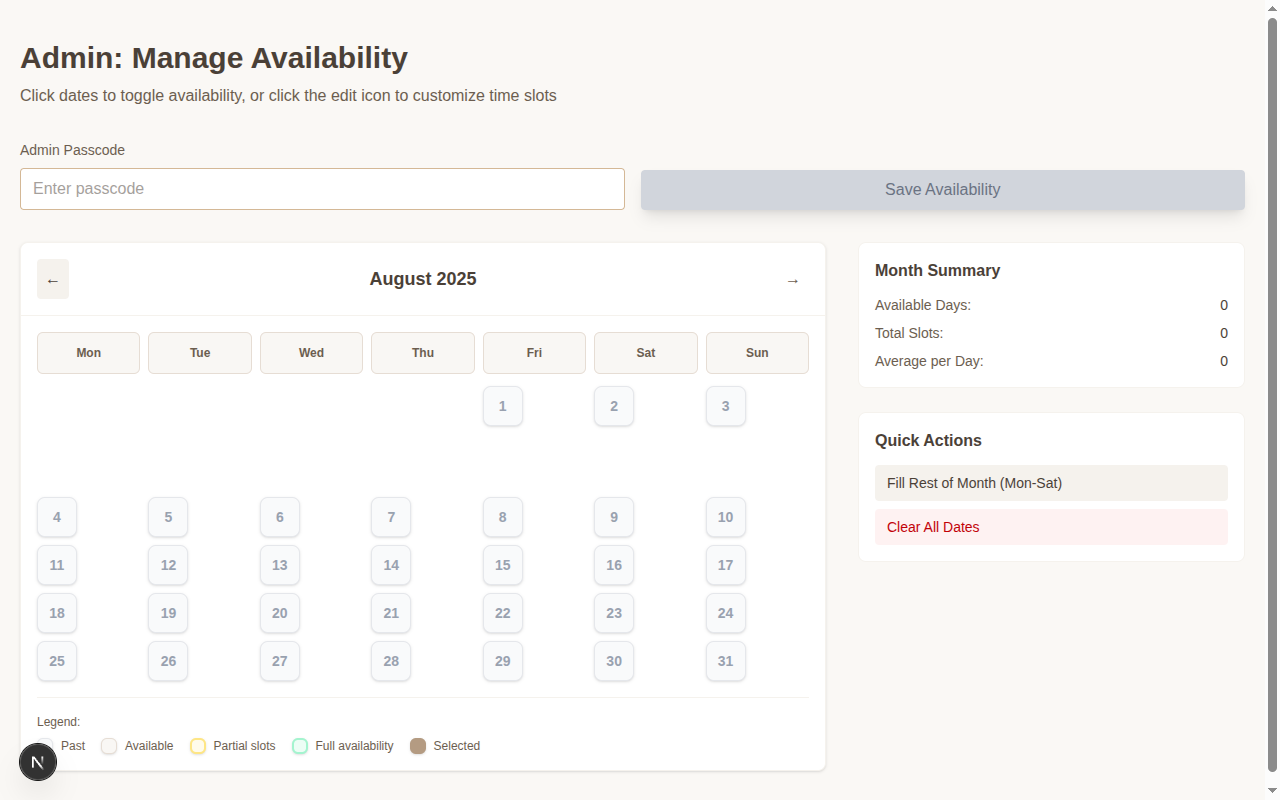 Admin: Manage Availability
Click dates to toggle availability, or click the edit icon to customize time slots
Admin Passcode
Enter passcode
Save Availability
← August 2025 →
Mon Tue Wed Thu Fri Sat Sun
1 2 3
4 5 6 7 8 9 10
11 12 13 14 15 16 17
18 19 20 21 22 23 24
25 26 27 28 29 30 31
Legend:
Past Available Partial slots Full availability Selected
N
Month Summary
Available Days: 0
Total Slots: 0
Average per Day: 0
Quick Actions
Fill Rest of Month (Mon-Sat)
Clear All Dates